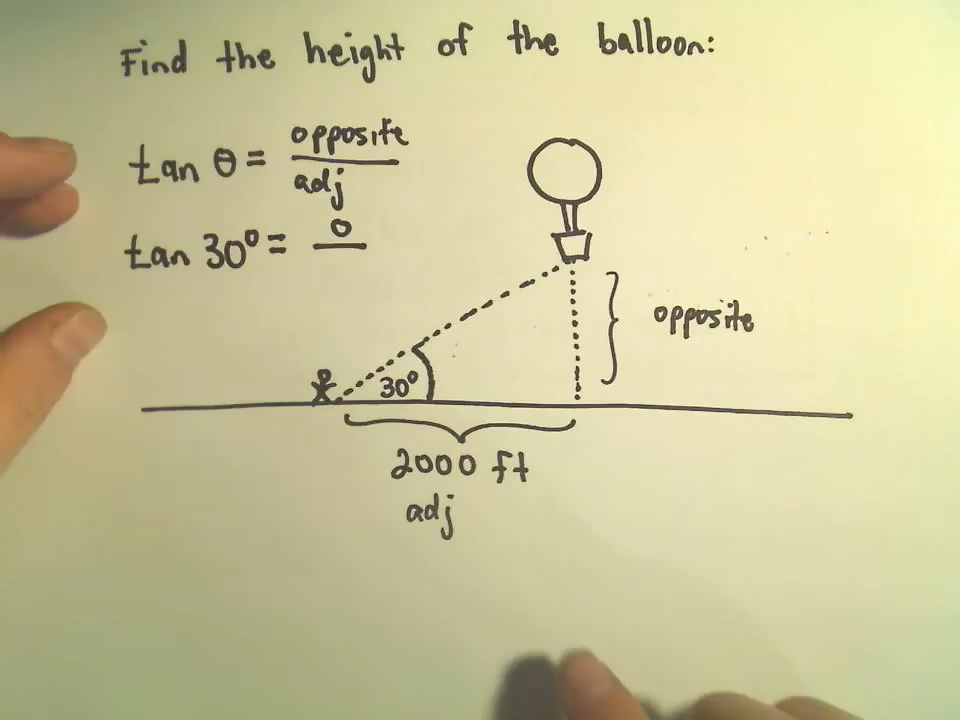 Find the height of the balloon:
tan θ = opposite / adj
tan 30° = o /
opposite
30°
2000 ft
adj